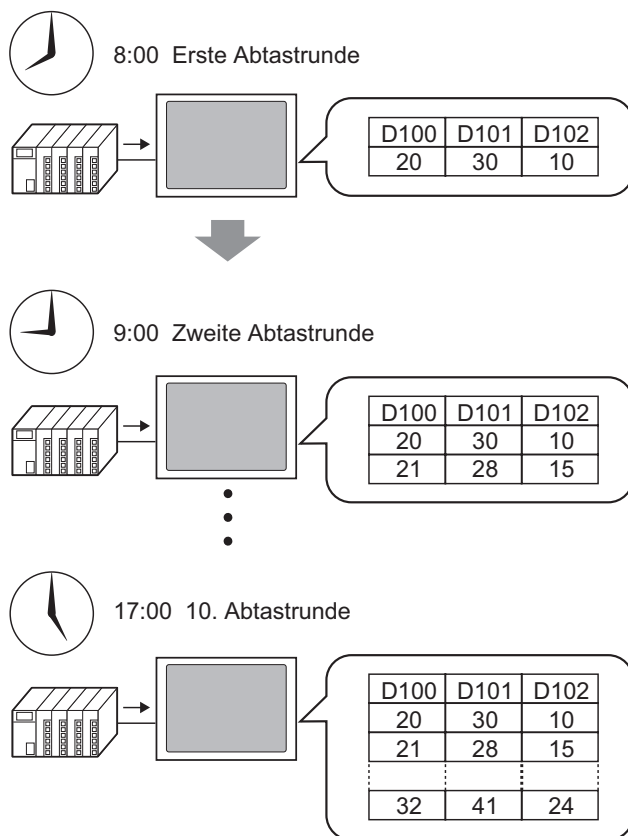 8:00 Erste Abtastrunde
D100 D101 D102
20 30 10
9:00 Zweite Abtastrunde
D100 D101 D102
20 30 10
21 28 15
17:00 10. Abtastrunde
D100 D101 D102
20 30 10
21 28 15
32 41 24